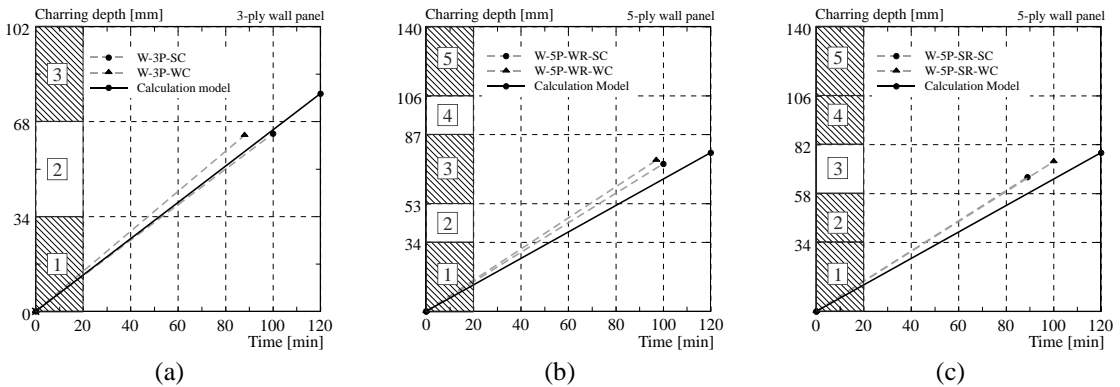 Charring depth [mm] 3-ply wall panel
102
68
34
0
3
2
1
W-3P-SC
W-3P-WC
Calculation model
0 20 40 60 80 100 120
Time [min]
(a)
Charring depth [mm] 5-ply wall panel
140
106
87
53
34
0
5
4
3
2
1
W-5P-WR-SC
W-5P-WR-WC
Calculation Model
0 20 40 60 80 100 120
Time [min]
(b)
Charring depth [mm] 5-ply wall panel
140
106
82
58
34
0
5
4
3
2
1
W-5P-SR-SC
W-5P-SR-WC
Calculation Model
0 20 40 60 80 100 120
Time [min]
(c)